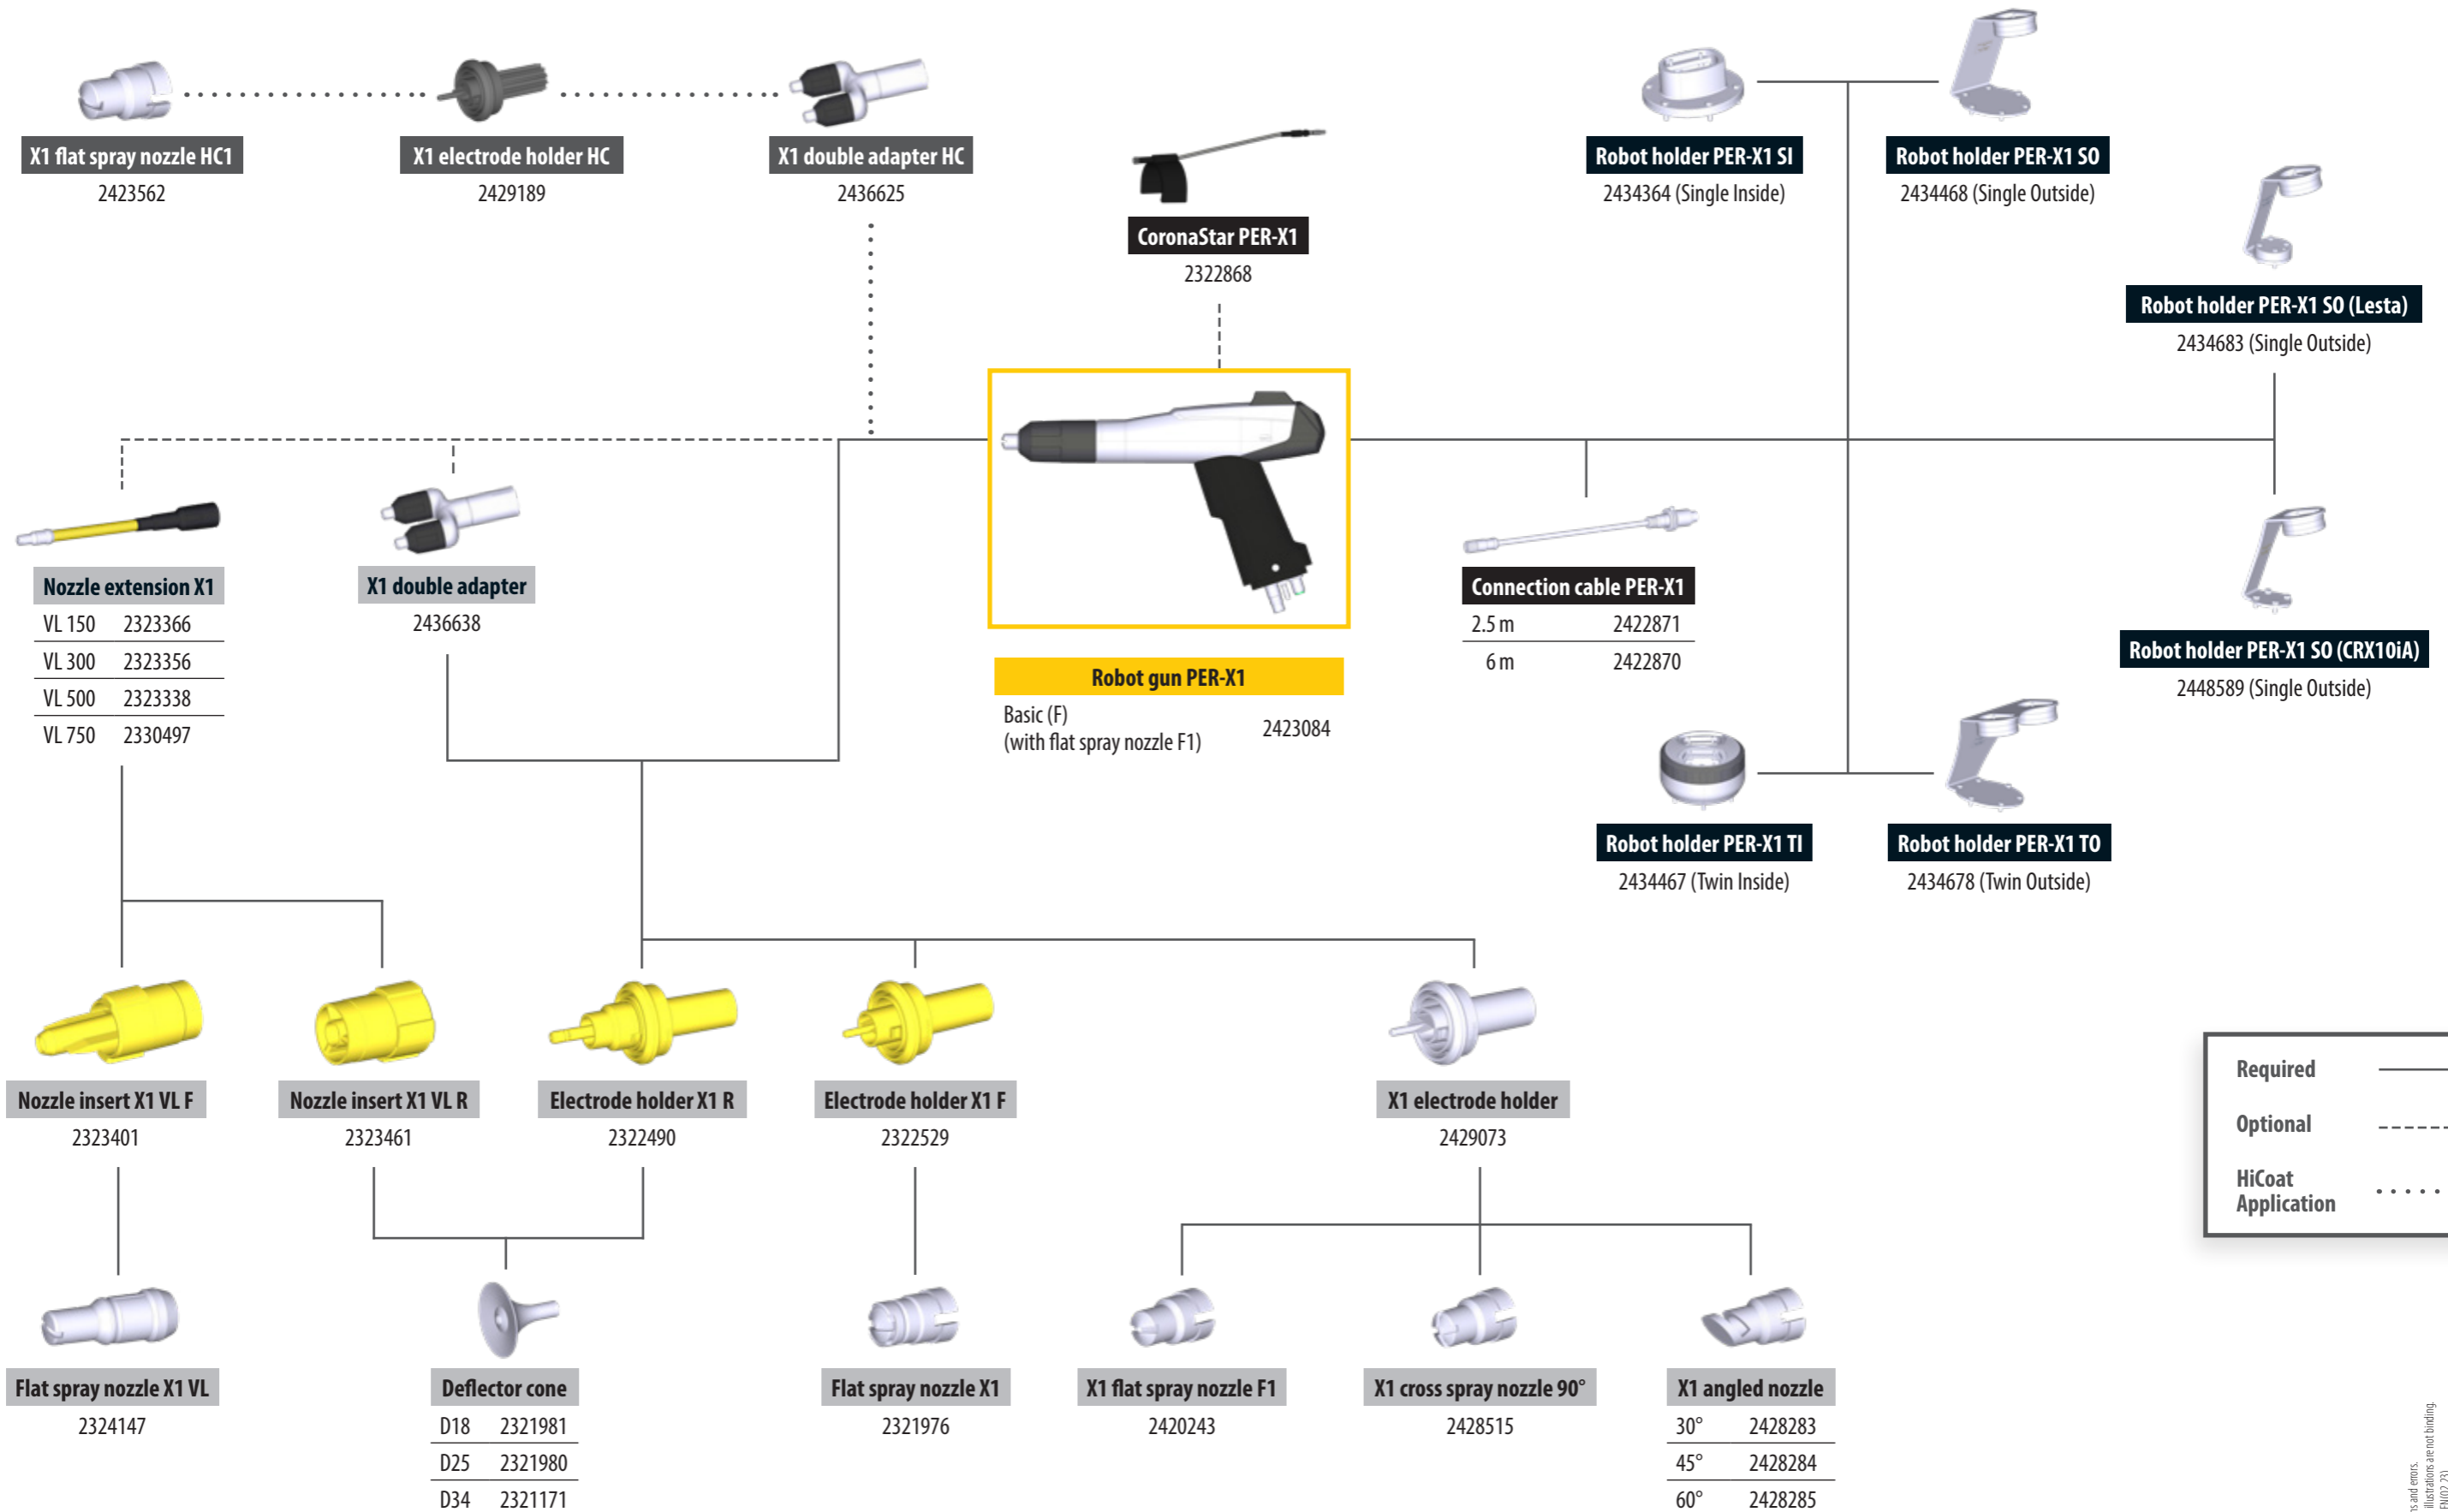 X1 flat spray nozzle HC1
2423562
X1 electrode holder HC
2429189
X1 double adapter HC
2436625
CoronaStar PER-X1
2322868
Robot holder PER-X1 SI
2434364 (Single Inside)
Robot holder PER-X1 SO
2434468 (Single Outside)
Robot holder PER-X1 SO (Lesta)
2434683 (Single Outside)
Nozzle extension X1
VL 150 2323366
VL 300 2323356
VL 500 2323338
VL 750 2330497
X1 double adapter
2436638
Robot gun PER-X1
Basic (F)
(with flat spray nozzle F1)
2423084
Connection cable PER-X1
2.5 m 2422871
6 m 2422870
Robot holder PER-X1 SO (CRX10iA)
2448589 (Single Outside)
Robot holder PER-X1 TI
2434467 (Twin Inside)
Robot holder PER-X1 TO
2434678 (Twin Outside)
Nozzle insert X1 VL F
2323401
Nozzle insert X1 VL R
2323461
Electrode holder X1 R
2322490
Electrode holder X1 F
2322529
X1 electrode holder
2429073
Required
Optional
HiCoat
Application
Flat spray nozzle X1 VL
2324147
Deflector cone
D18 2321981
D25 2321980
D34 2321171
Flat spray nozzle X1
2321976
X1 flat spray nozzle F1
2420243
X1 cross spray nozzle 90°
2428515
X1 angled nozzle
30° 2428283
45° 2428284
60° 2428285
and errors.
illustrations are not binding.